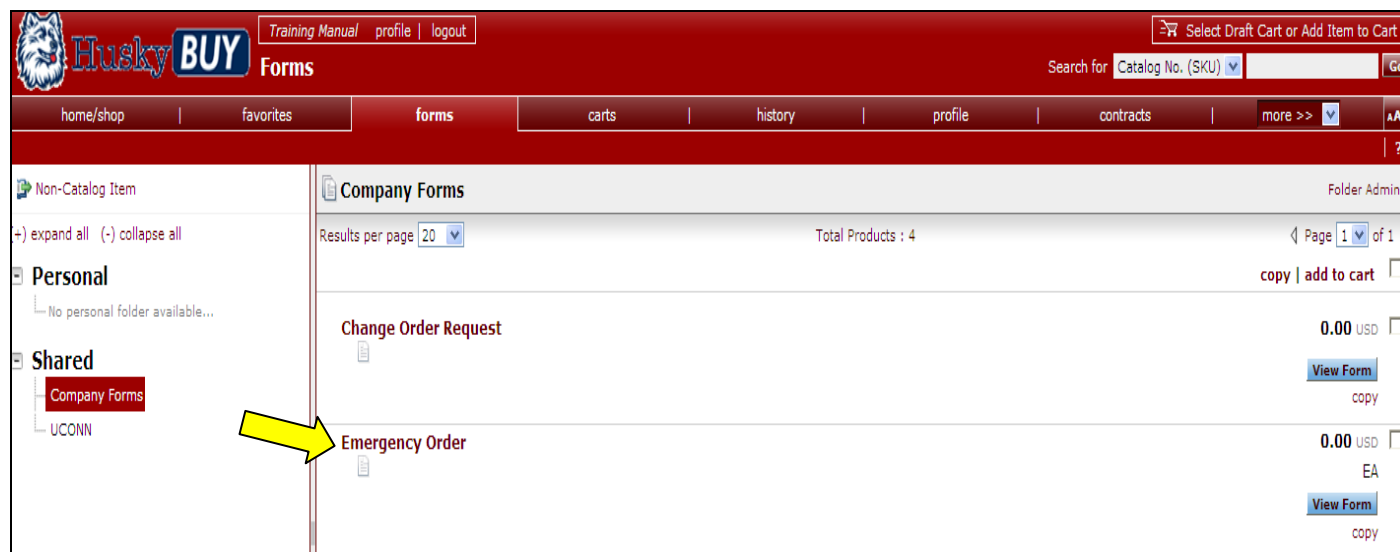 Husky BUY
Training Manual profile | logout
Select Draft Cart or Add Item to Cart
Forms
Search for Catalog No. (SKU)
home/shop | favorites forms carts | history | profile | contracts | more >>
?
Non-Catalog Item
Company Forms
Folder Admin
+) expand all (-) collapse all
Results per page 20
Total Products : 4
Page 1 of 1
Personal
copy | add to cart
No personal folder available...
Change Order Request
0.00 USD
Shared
View Form
Company Forms
copy
UCONN
Emergency Order
0.00 USD
EA
View Form
copy